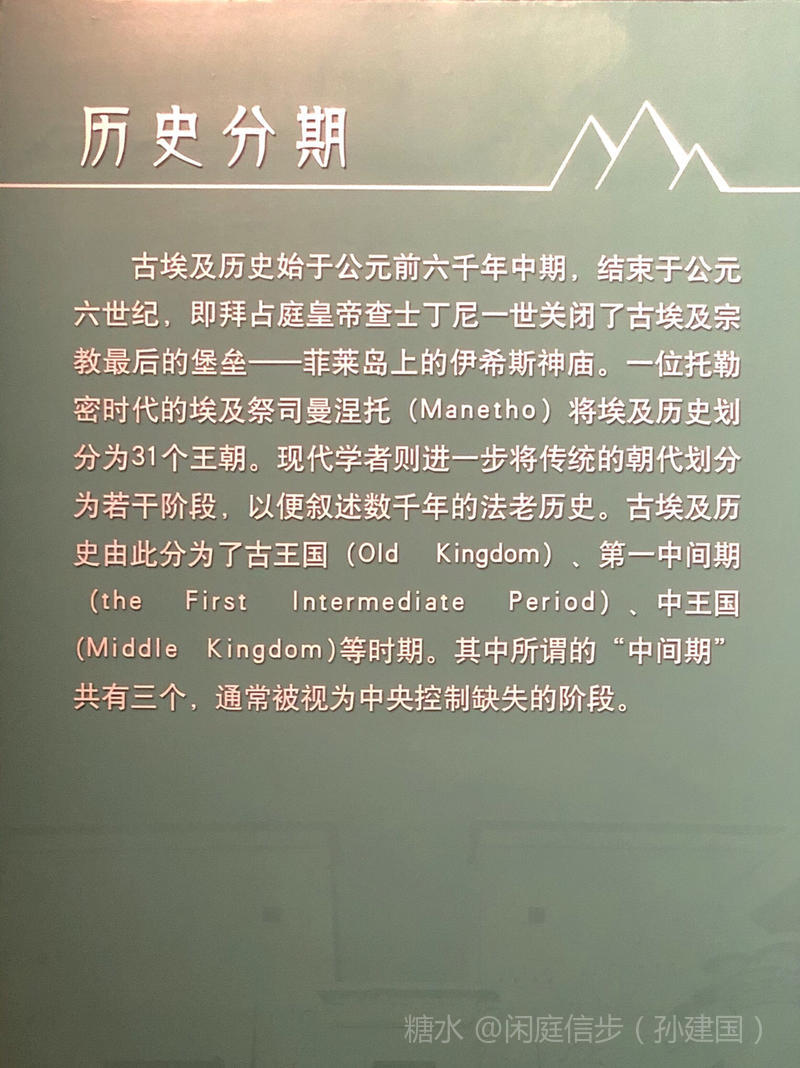 历史分期
古埃及历史始于公元前六千年中期，结束于公元
六世纪，即拜占庭皇帝查士丁尼一世关闭了古埃及宗
教最后的堡垒——菲莱岛上的伊希斯神庙。一位托勒
密时代的埃及祭司曼涅托（Manetho）将埃及历史划
分为31个王朝。现代学者则进一步将传统的朝代划分
为若干阶段，以便叙述数千年的法老历史。古埃及历
史由此分为了古王国（Old Kingdom）、第一中间期
（the First Intermediate Period）、中王国
(Middle Kingdom)等时期。其中所谓的“中间期”
共有三个，通常被视为中央控制缺失的阶段。
糖水 @闲庭信步（孙建国）